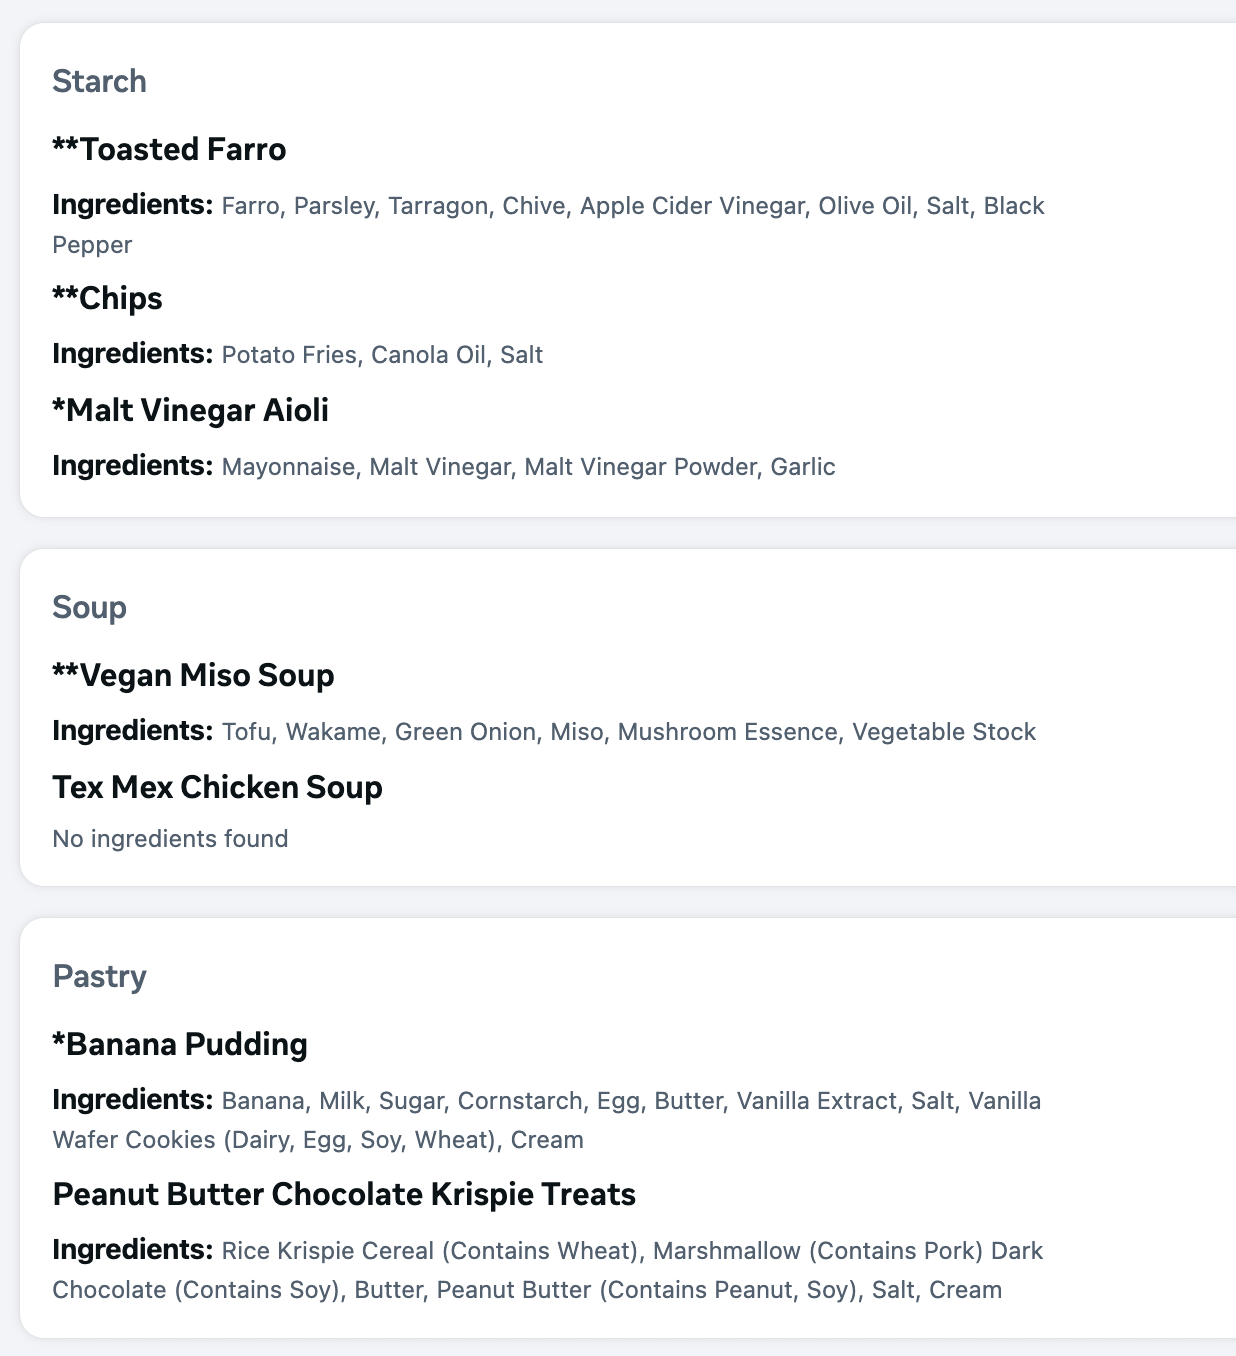 Starch
**Toasted Farro
Ingredients: Farro, Parsley, Tarragon, Chive, Apple Cider Vinegar, Olive Oil, Salt, Black
Pepper
**Chips
Ingredients: Potato Fries, Canola Oil, Salt
*Malt Vinegar Aioli
Ingredients: Mayonnaise, Malt Vinegar, Malt Vinegar Powder, Garlic
Soup
**Vegan Miso Soup
Ingredients: Tofu, Wakame, Green Onion, Miso, Mushroom Essence, Vegetable Stock
Tex Mex Chicken Soup
No ingredients found
Pastry
*Banana Pudding
Ingredients: Banana, Milk, Sugar, Cornstarch, Egg, Butter, Vanilla Extract, Salt, Vanilla
Wafer Cookies (Dairy, Egg, Soy, Wheat), Cream
Peanut Butter Chocolate Krispie Treats
Ingredients: Rice Krispie Cereal (Contains Wheat), Marshmallow (Contains Pork) Dark
Chocolate (Contains Soy), Butter, Peanut Butter (Contains Peanut, Soy), Salt, Cream